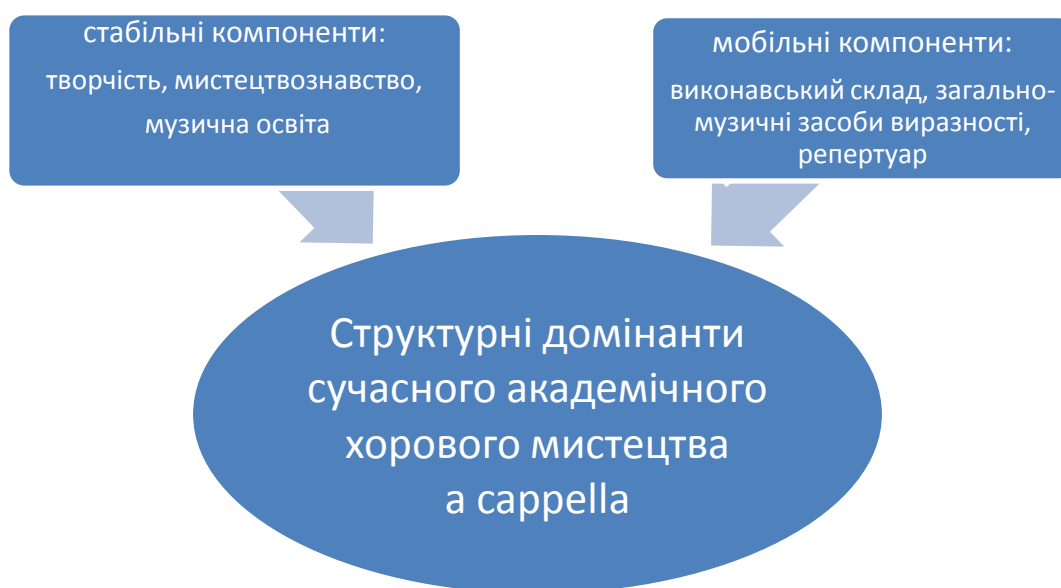 стабільні компоненти:
творчість, мистецтвознавство,
музична освіта
мобільні компоненти:
виконавський склад, загально-
музичні засоби виразності,
репертуар
Структурні домінанти
сучасного академічного
хорового мистецтва
a cappella